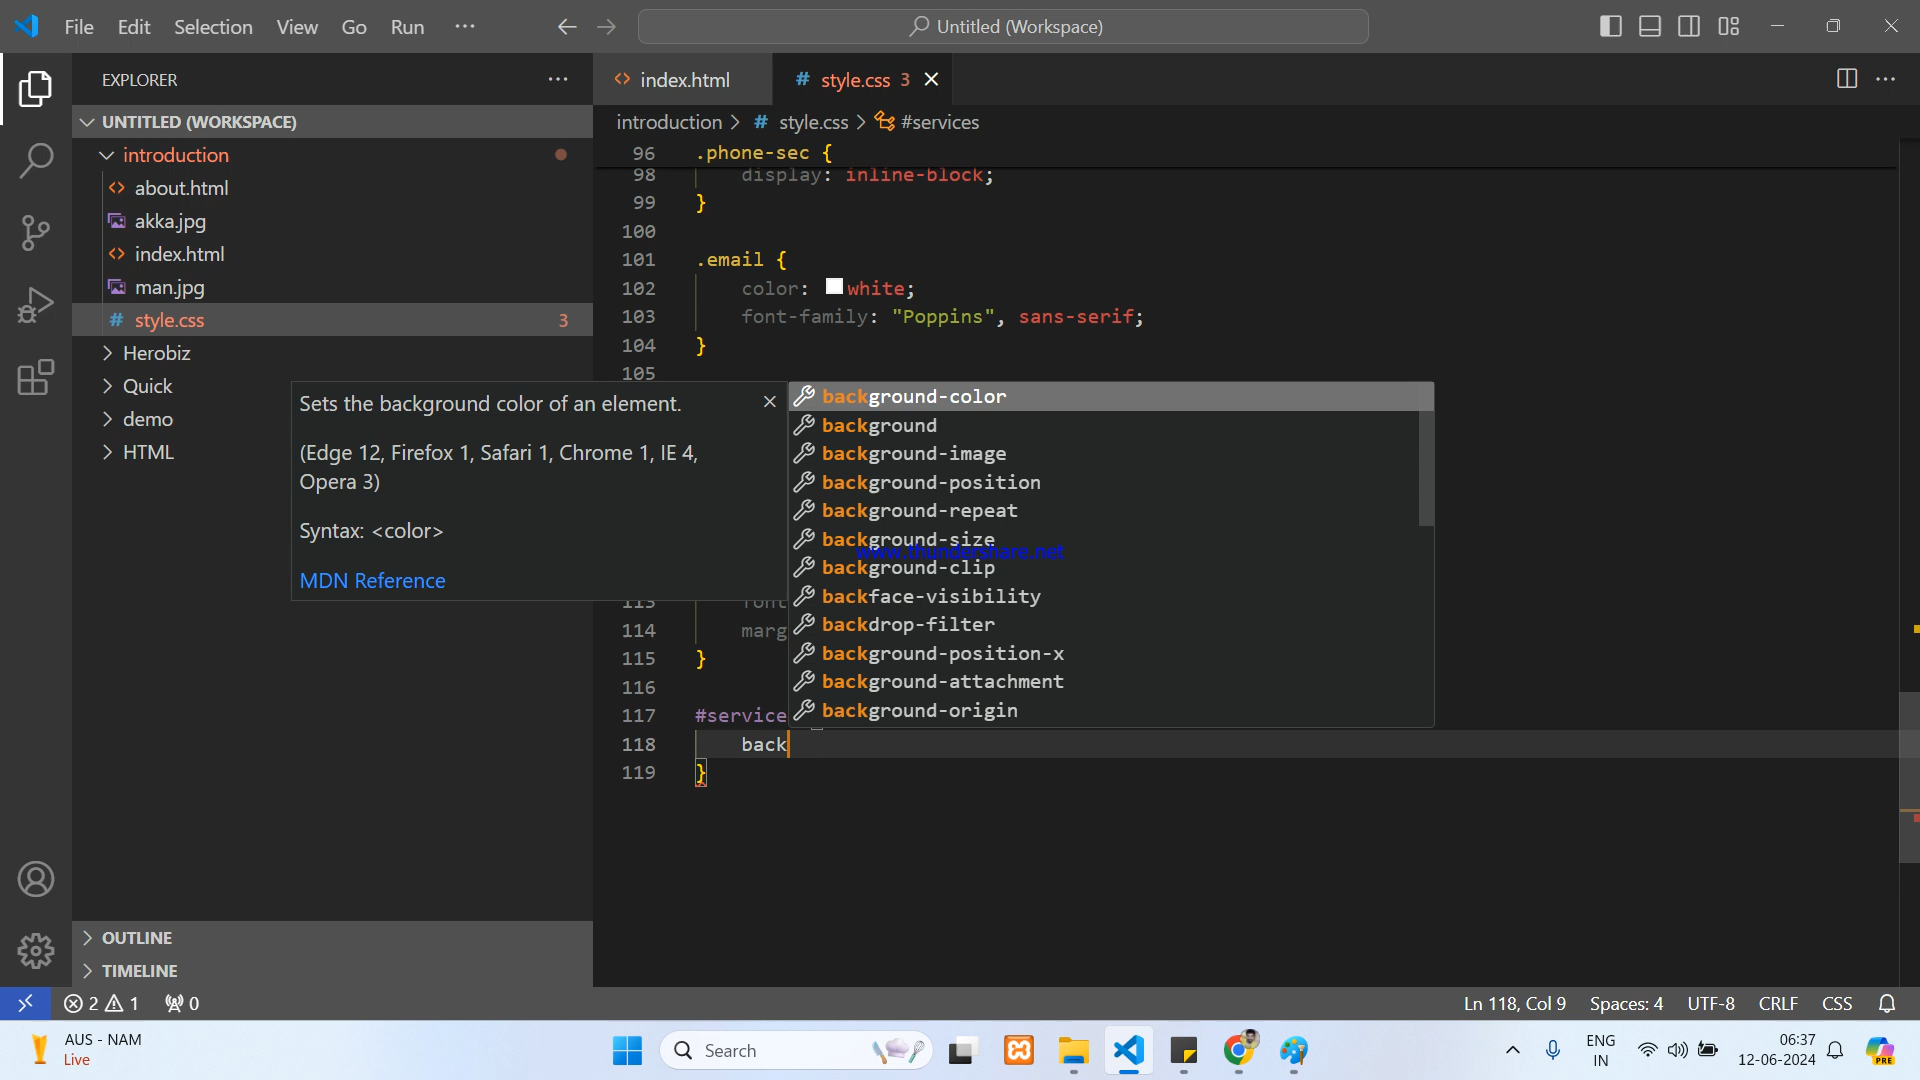 File Edit Selection View Go Run ···
Untitled (Workspace)
EXPLORER
index.html
# style.css 3
UNTITLED (WORKSPACE)
introduction > # style.css > #services
introduction
about.html
akka.jpg
index.html
man.jpg
# style.css 3
Herobiz
Quick
demo
HTML
96 .phone-sec {
98 display: inline-block;
99 }
100
101 .email {
102 color: white;
103 font-family: "Poppins", sans-serif;
104 }
105
Sets the background color of an element.
(Edge 12, Firefox 1, Safari 1, Chrome 1, IE 4,
Opera 3)
Syntax: <color>
MDN Reference
background-color
background
background-image
background-position
background-repeat
background-size
www.thundershare.net
background-clip
backface-visibility
backdrop-filter
background-position-x
background-attachment
background-origin
113 font
114 marg
115 }
116
117 #service
118 back
119 }
OUTLINE
TIMELINE
2 1 0
Ln 118, Col 9 Spaces: 4 UTF-8 CRLF CSS
AUS - NAM
Live
Search
ENG
IN
06:37
12-06-2024
PRE